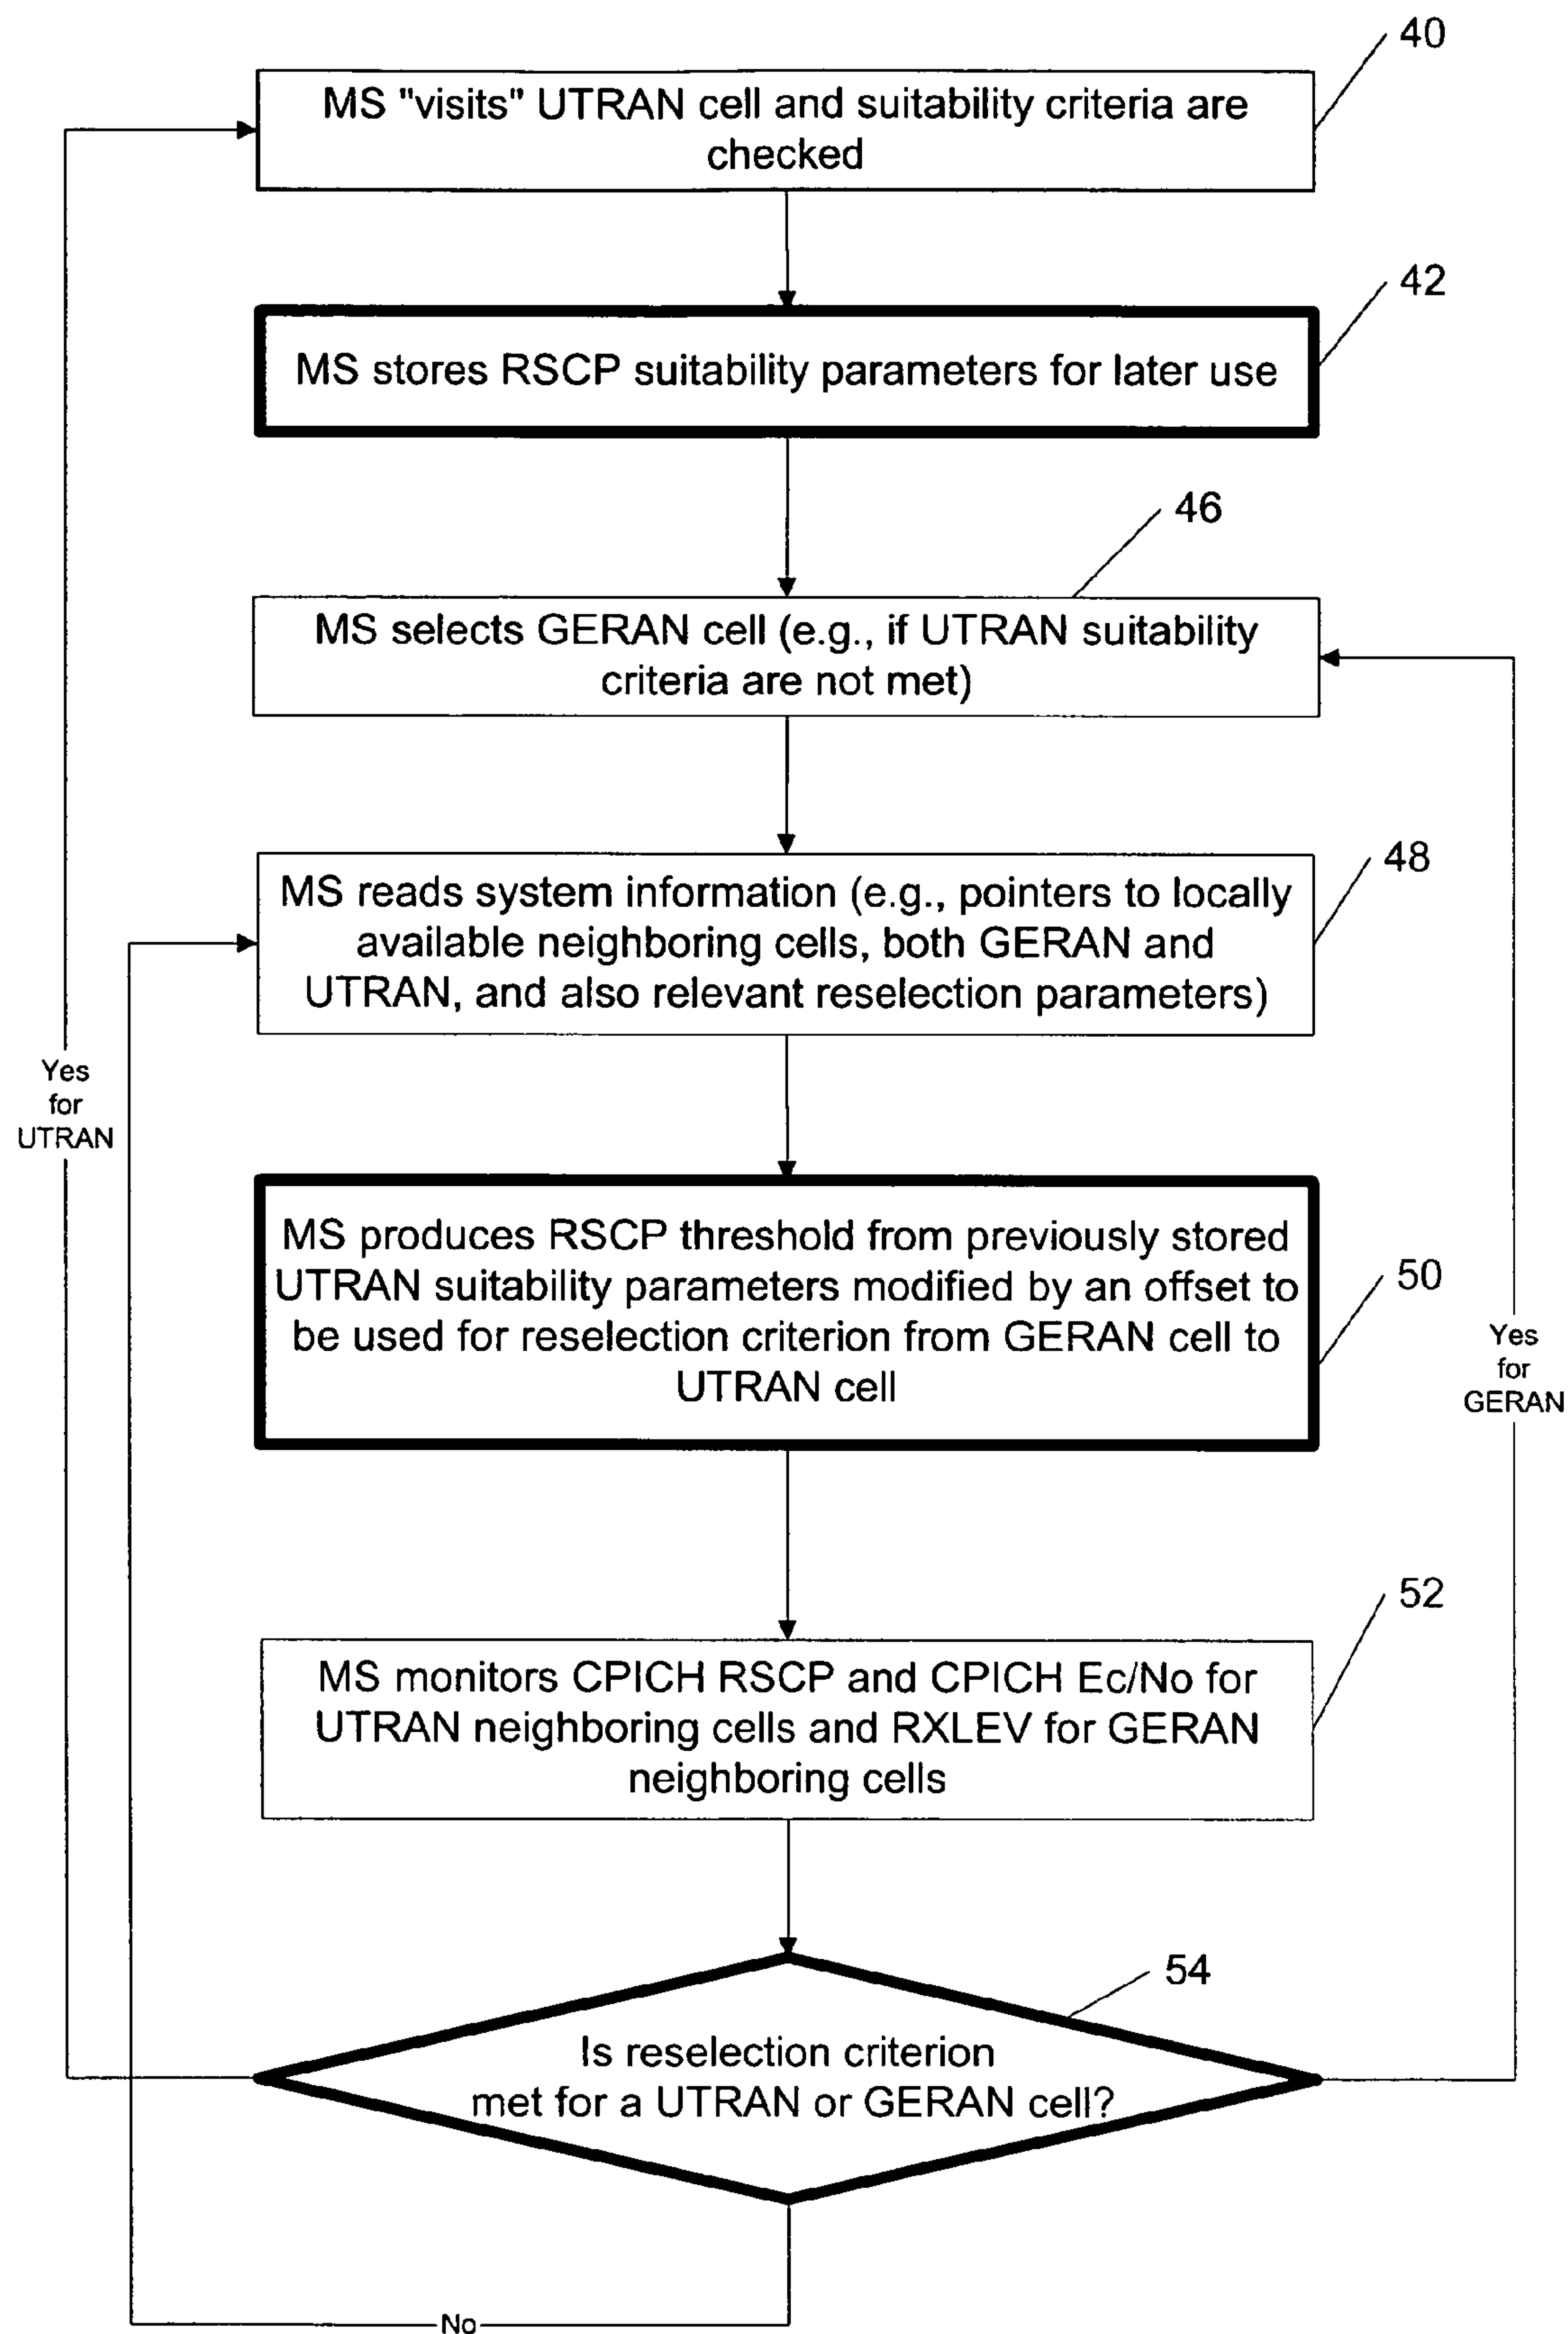 40
MS "visits" UTRAN cell and suitability criteria are
checked
42
MS stores RSCP suitability parameters for later use
46
MS selects GERAN cell (e.g., if UTRAN suitability
criteria are not met)
48
MS reads system information (e.g., pointers to locally
available neighboring cells, both GERAN and
UTRAN, and also relevant reselection parameters)
Yes
for
UTRAN
MS produces RSCP threshold from previously stored
UTRAN suitability parameters modified by an offset to
be used for reselection criterion from GERAN cell to
UTRAN cell
50
Yes
for
GERAN
52
MS monitors CPICH RSCP and CPICH Ec/No for
UTRAN neighboring cells and RXLEV for GERAN
neighboring cells
54
Is reselection criterion
met for a UTRAN or GERAN cell?
No